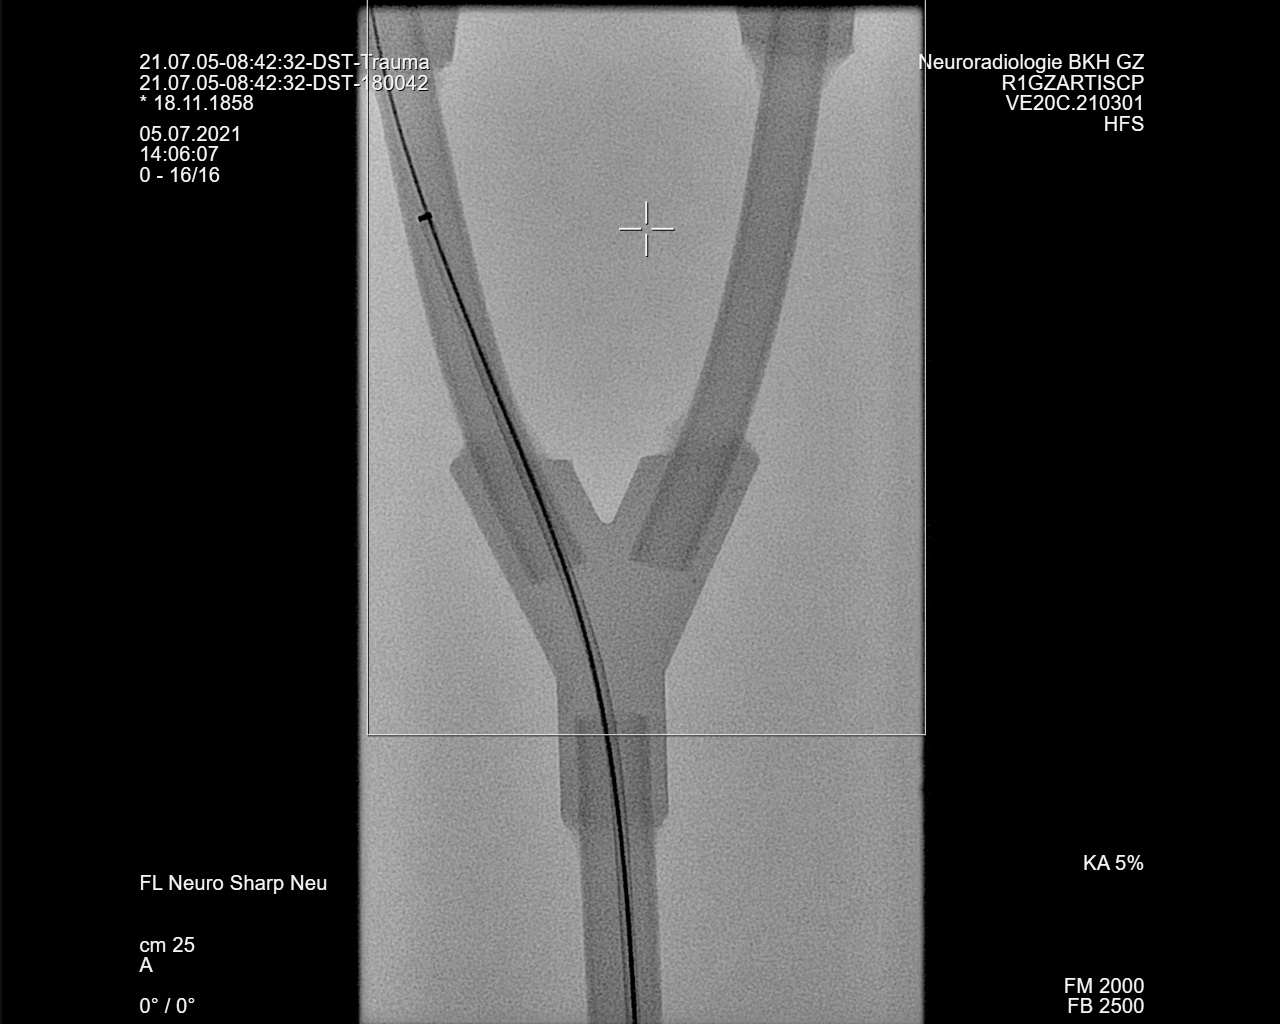 21.07.05-08:42:32-DST-Trauma
21.07.05-08:42:32-DST-180042
* 18.11.1858
05.07.2021
14:06:07
0 - 16/16
Neuroradiologie BKH GZ
R1GZARTISCP
VE20C.210301
HFS
FL Neuro Sharp Neu
cm 25
A
0° / 0°
KA 5%
FM 2000
FB 2500